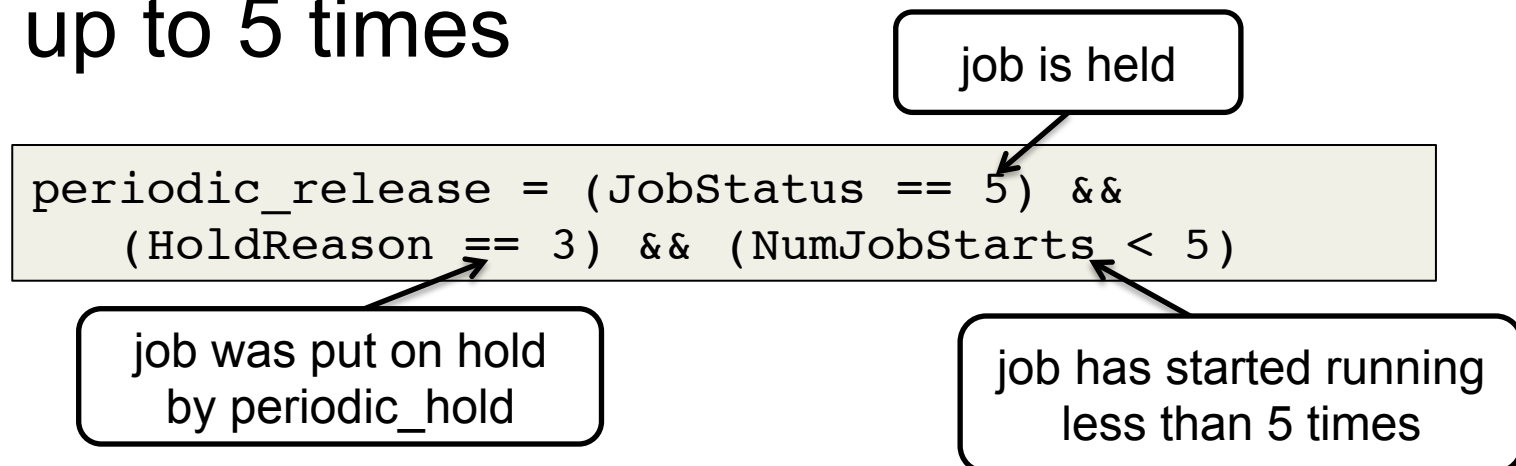 up to 5 times
job is held
periodic_release = (JobStatus == 5) &&
(HoldReason == 3) && (NumJobStarts < 5)
job was put on hold
by periodic_hold
job has started running
less than 5 times